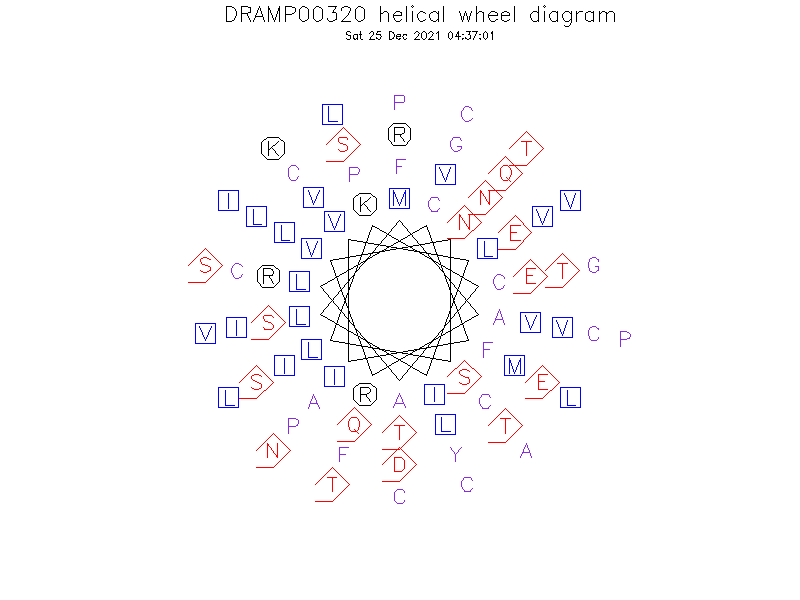 DRAMP00320 helical wheel diagram
Sat 25 Dec 2021 04:37:01
P
L C
R
K S G T
C P F V Q
I V K M C N V
L V N V
L L E
V
S C R L C E T G
V I S L A V V C P
L F
L S I I S M E L
A R A I C
P Q T L T
N F D Y A
T C C